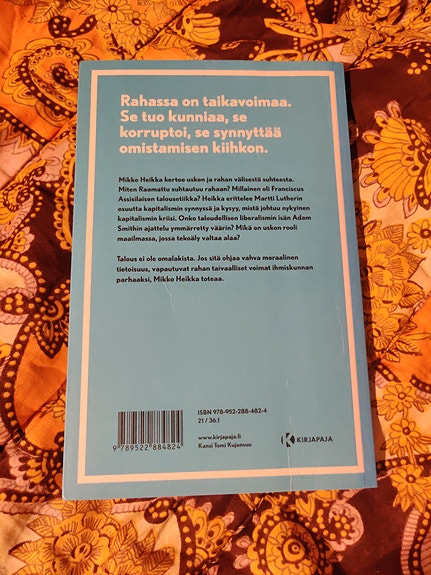 Rahassa on taikavoimaa.
Se tuo kunniaa, se
korruptoi, se synnyttää
omistamisen kiihkon.
Mikko Heikka kertoo uskon ja rahan välisestä suhteesta.
Miten Raamattu suhtautuu rahaan? Millainen oli Franciscus
Assisilaisen talousetiikka? Heikka erittelee Martti Lutherin
osuutta kapitalismin synnyssä ja kysyy, mistä johtuu nykyinen
kapitalismin kriisi. Onko taloudellisen liberalismin isän Adam
Smithin ajattelu ymmärretty väärin? Mikä on uskon rooli
maailmassa, jossa tekoäly valtaa alaa?
Talous ei ole omalakista. Jos sitä ohjaa vahva moraalinen
tietoisuus, vapautuvat rahan taivaalliset voimat ihmiskunnan
parhaaksi, Mikko Heikka toteaa.
ISBN 978-952-288-482-4
21 / 36.1
www.kirjapaja.fi
Kansi Tomi Kujansuu
KIRJAPAJA
9 789522 884824